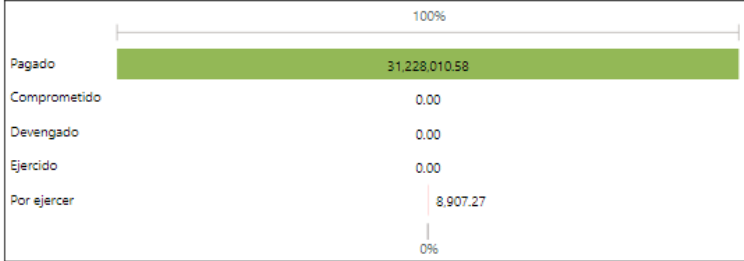 100%
Pagado 31,228,010.58
Comprometido 0.00
Devengado 0.00
Ejercido 0.00
Por ejercer 8,907.27
0%